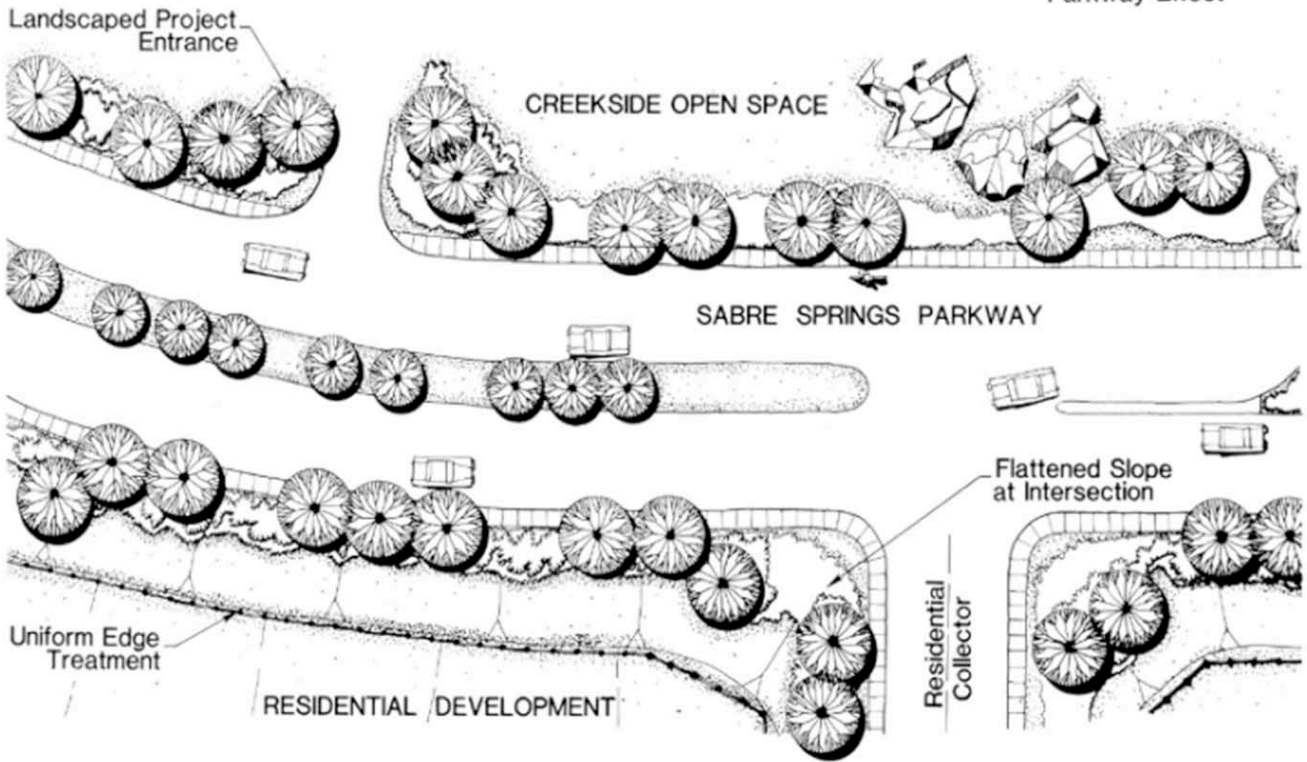 Landscaped Project
Entrance
CREEKSIDE OPEN SPACE
SABRE SPRINGS PARKWAY
Flattened Slope
at Intersection
Residential
Collector
Uniform Edge
Treatment
RESIDENTIAL DEVELOPMENT